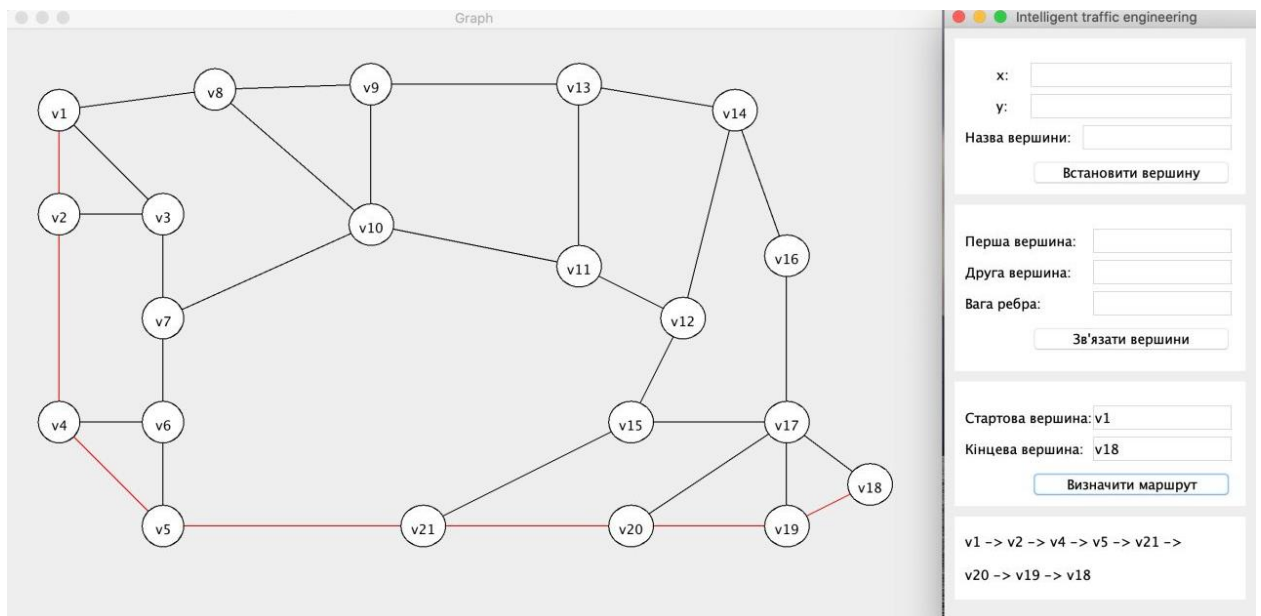 Graph
v1
v8
v9
v13
v14
v2
v3
v10
v11
v16
v7
v12
v4
v6
v15
v17
v18
v5
v21
v20
v19
Intelligent traffic engineering
x:
y:
Назва вершини:
Встановити вершину
Перша вершина:
Друга вершина:
Вага ребра:
Зв'язати вершини
Стартова вершина: v1
Кінцева вершина: v18
Визначити маршрут
v1 -> v2 -> v4 -> v5 -> v21 ->
v20 -> v19 -> v18